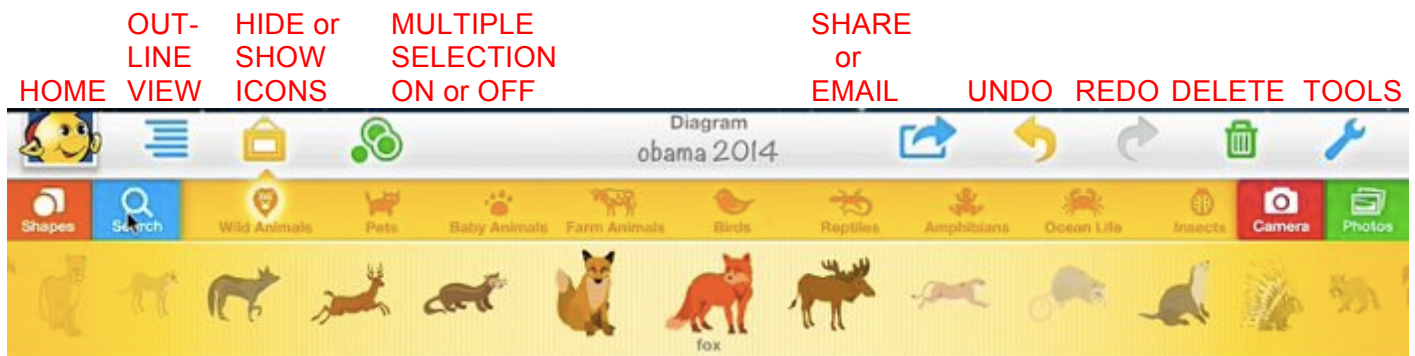 OUT- HIDE or MULTIPLE SHARE
LINE SHOW SELECTION or
HOME VIEW ICONS ON or OFF EMAIL UNDO REDO DELETE TOOLS
Diagram
obama 2014
Shapes Search Wild Animals Pets Baby Animals Farm Animals Birds Reptiles Amphibians Ocean Life Insects Camera Photos
fox